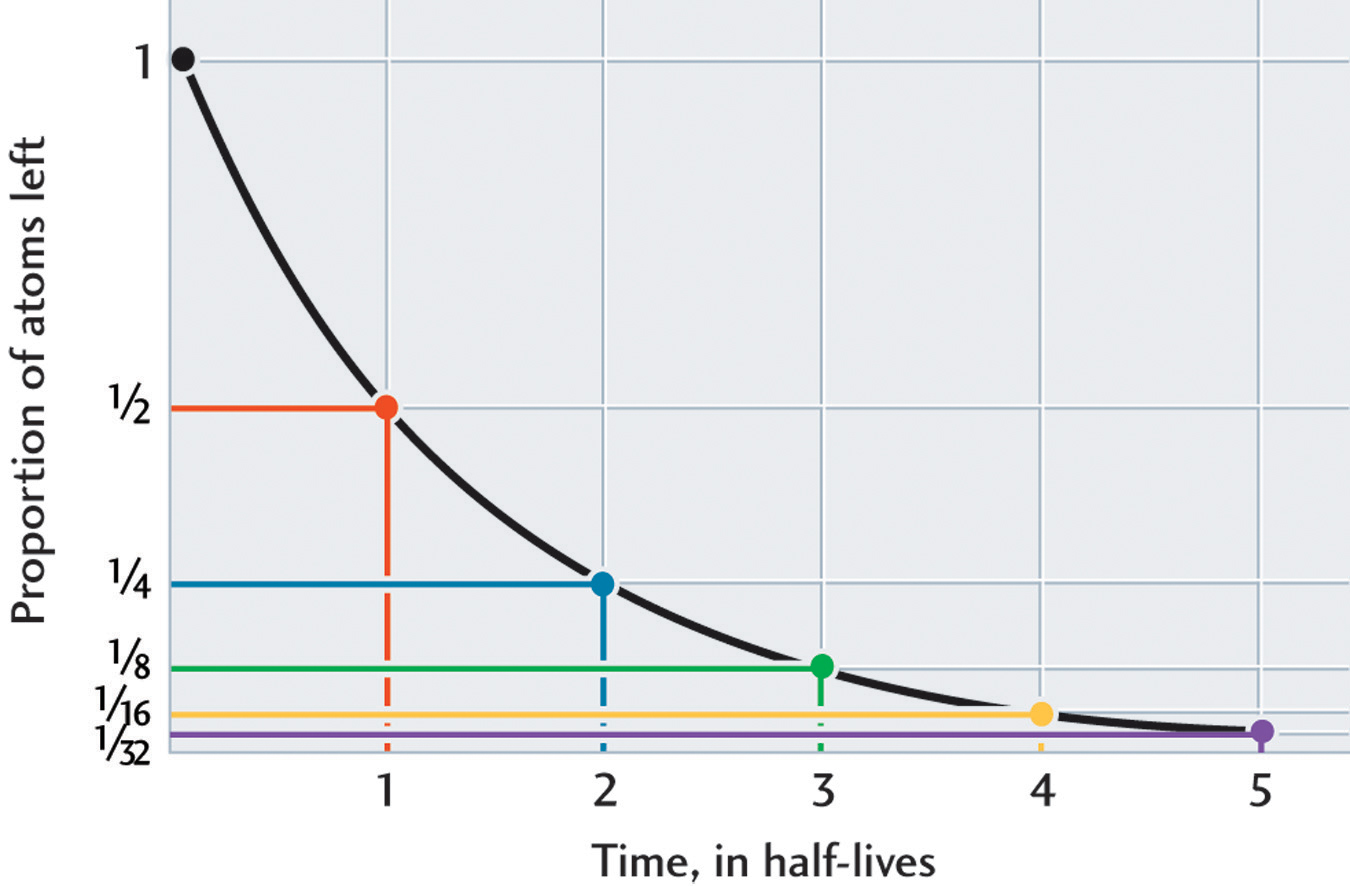 Proportion of atoms left
1
1/2
1/4
1/8
1/16
1/32
1 2 3 4 5
Time, in half-lives